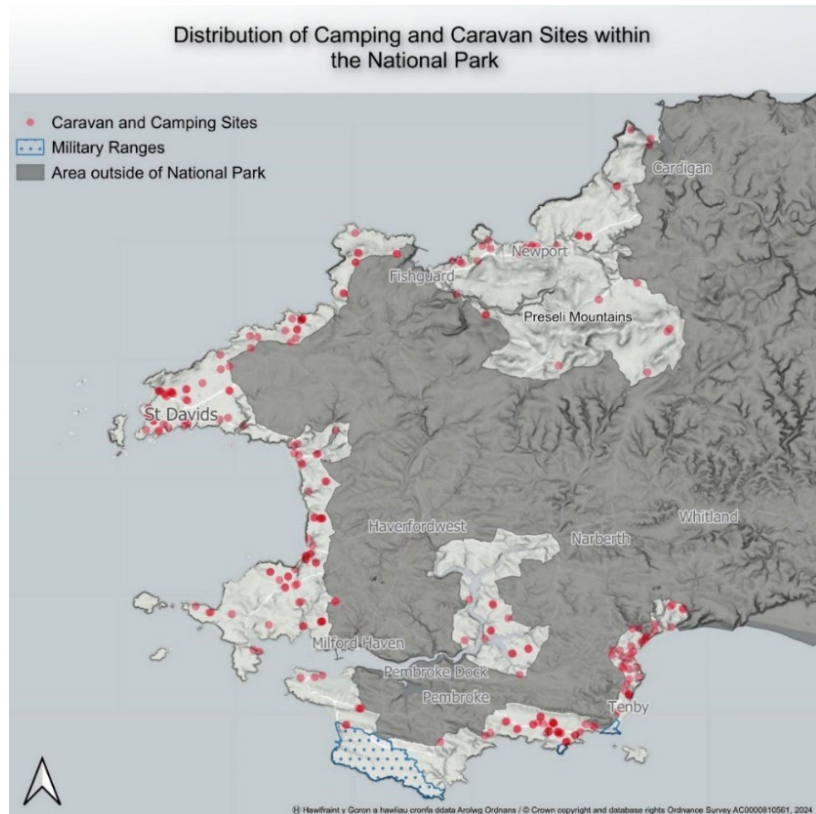 Distribution of Camping and Caravan Sites within
the National Park
Caravan and Camping Sites
Military Ranges
Area outside of National Park
Cardigan
Newport
Fishguard
Preseli Mountains
St Davids
Whitland
Haverfordwest
Narberth
Milford Haven
Pembroke Dock
Pembroke
Tenby
Ⓗ Hawlfraint y Goron a hawliau cronfa ddata Arolwg Ordnans / © Crown copyright and database rights Ordnance Survey AC0000810561, 2024